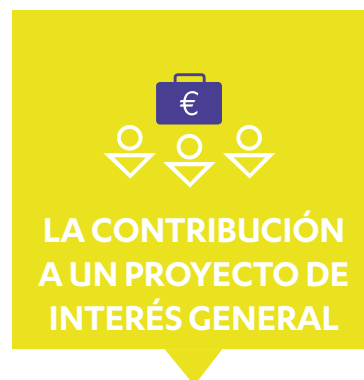 €
LA CONTRIBUCIÓN
A UN PROYECTO DE
INTERÉS GENERAL